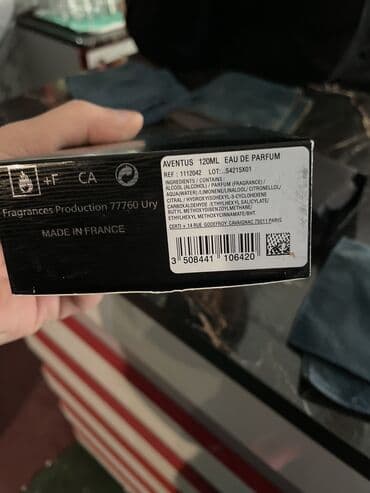 +F CA
Fragrances Production 77760 Ury
MADE IN FRANCE
AVENTUS 120ML EAU DE PARFUM
REF : 1112042 LOT: .S4215X01
INGREDIENTS / CONTAINS :
ALCOOL (ALCOHOL) / PARFUM (FRAGRANCE) /
AQUA(WATER) /LIMONENE/LINALOOL/ CITRONELLOL/
CITRAL / HYDROXYISOHEXYL-3-CYCLOHEXENE
CARBOXALDEHYDE /ETHYLHEXYL SALICYLATE/
BUTYL METHOXYDIBENZOYLMETHANE/
ETHYLHEXYL METHOXYCINNAMATE/BHT.
CERTI + 14 RUE GODEFROY CAVAIGNAC 75011 PARIS
3 508441 106420